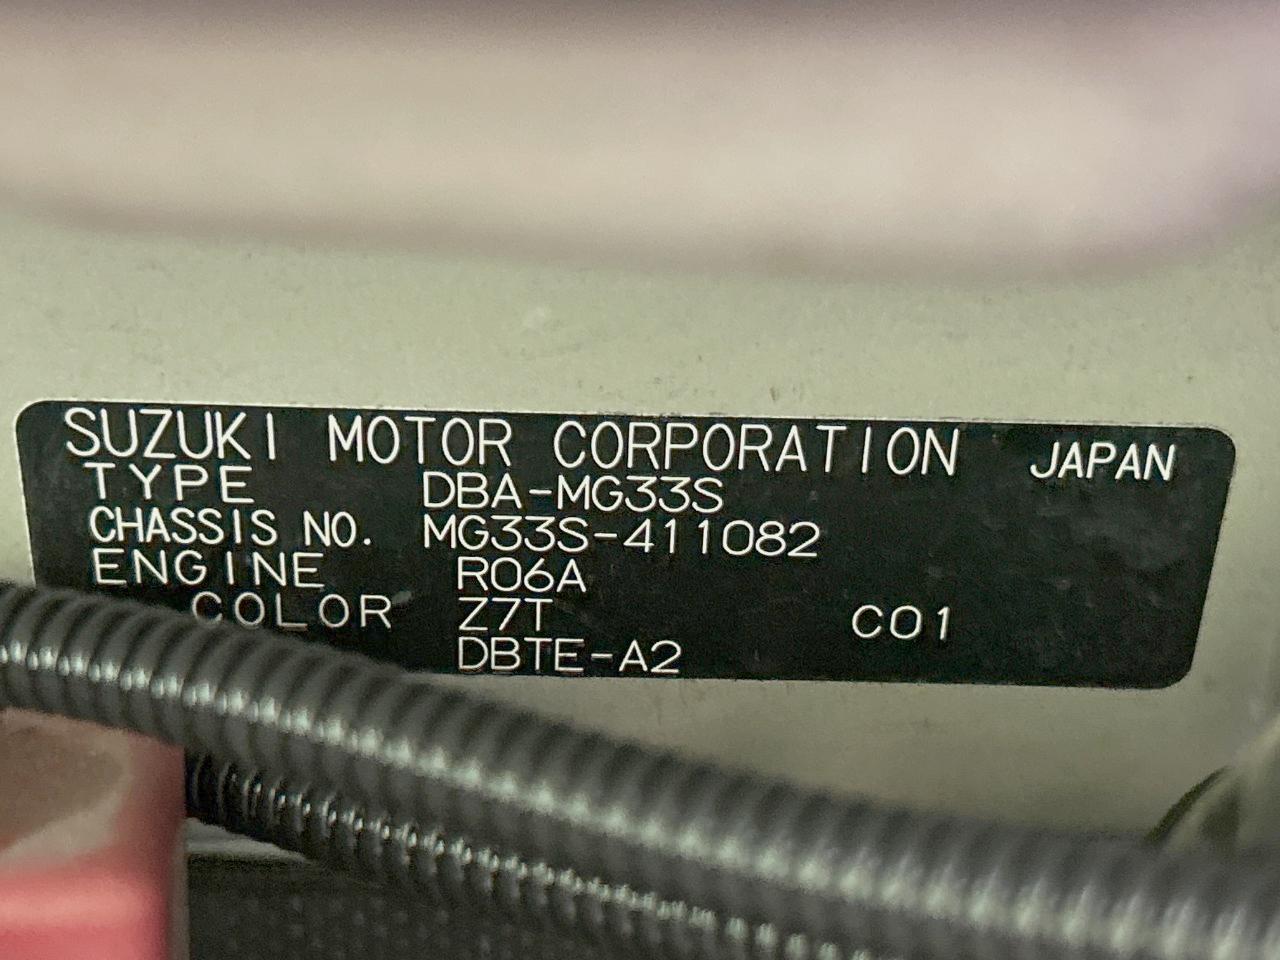 SUZUKI MOTOR CORPORATION JAPAN
TYPE DBA-MG33S
CHASSIS NO. MG33S-411082
ENGINE R06A
COLOR Z7T C01
DBTE-A2